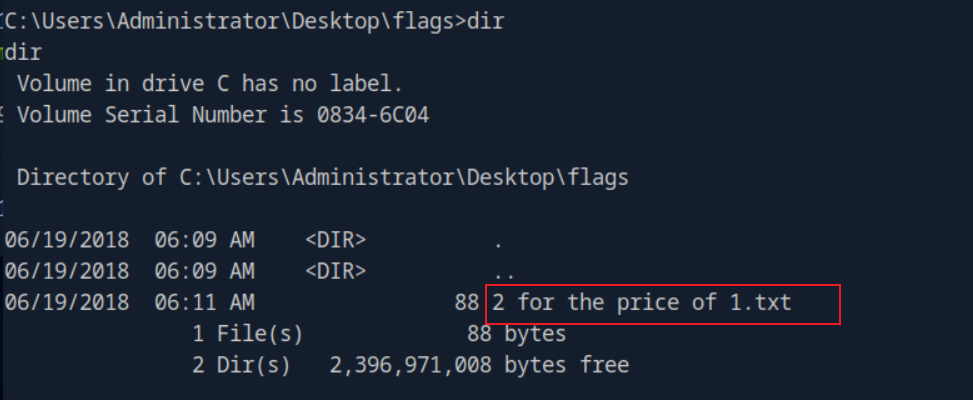 C:\Users\Administrator\Desktop\flags>dir
dir
 Volume in drive C has no label.
 Volume Serial Number is 0834-6C04
 Directory of C:\Users\Administrator\Desktop\flags
06/19/2018  06:09 AM    <DIR>          .
06/19/2018  06:09 AM    <DIR>          ..
06/19/2018  06:11 AM                88 2 for the price of 1.txt
               1 File(s)             88 bytes
               2 Dir(s)   2,396,971,008 bytes free